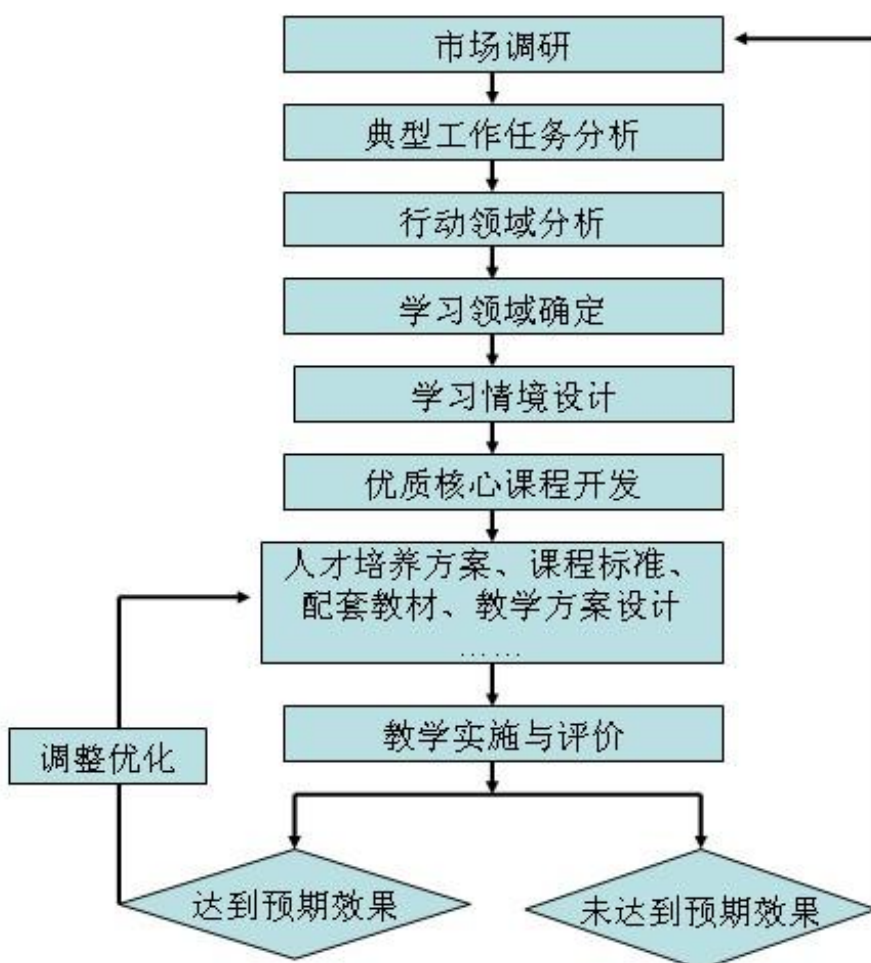 市场调研
典型工作任务分析
行动领域分析
学习领域确定
学习情境设计
优质核心课程开发
人才培养方案、课程标准、
配套教材、教学方案设计
……
教学实施与评价
调整优化
达到预期效果
未达到预期效果